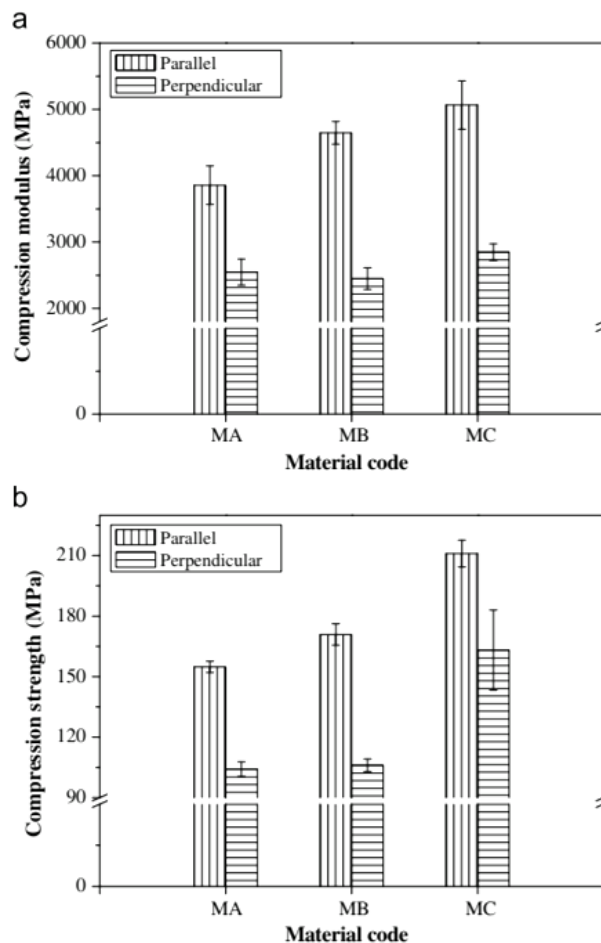 a
6000
Parallel
Perpendicular
5000
4000
3000
2000
0
Compression modulus (MPa)
MA MB MC
Material code
b
Parallel
Perpendicular
210
180
150
120
90
0
Compression strength (MPa)
MA MB MC
Material code